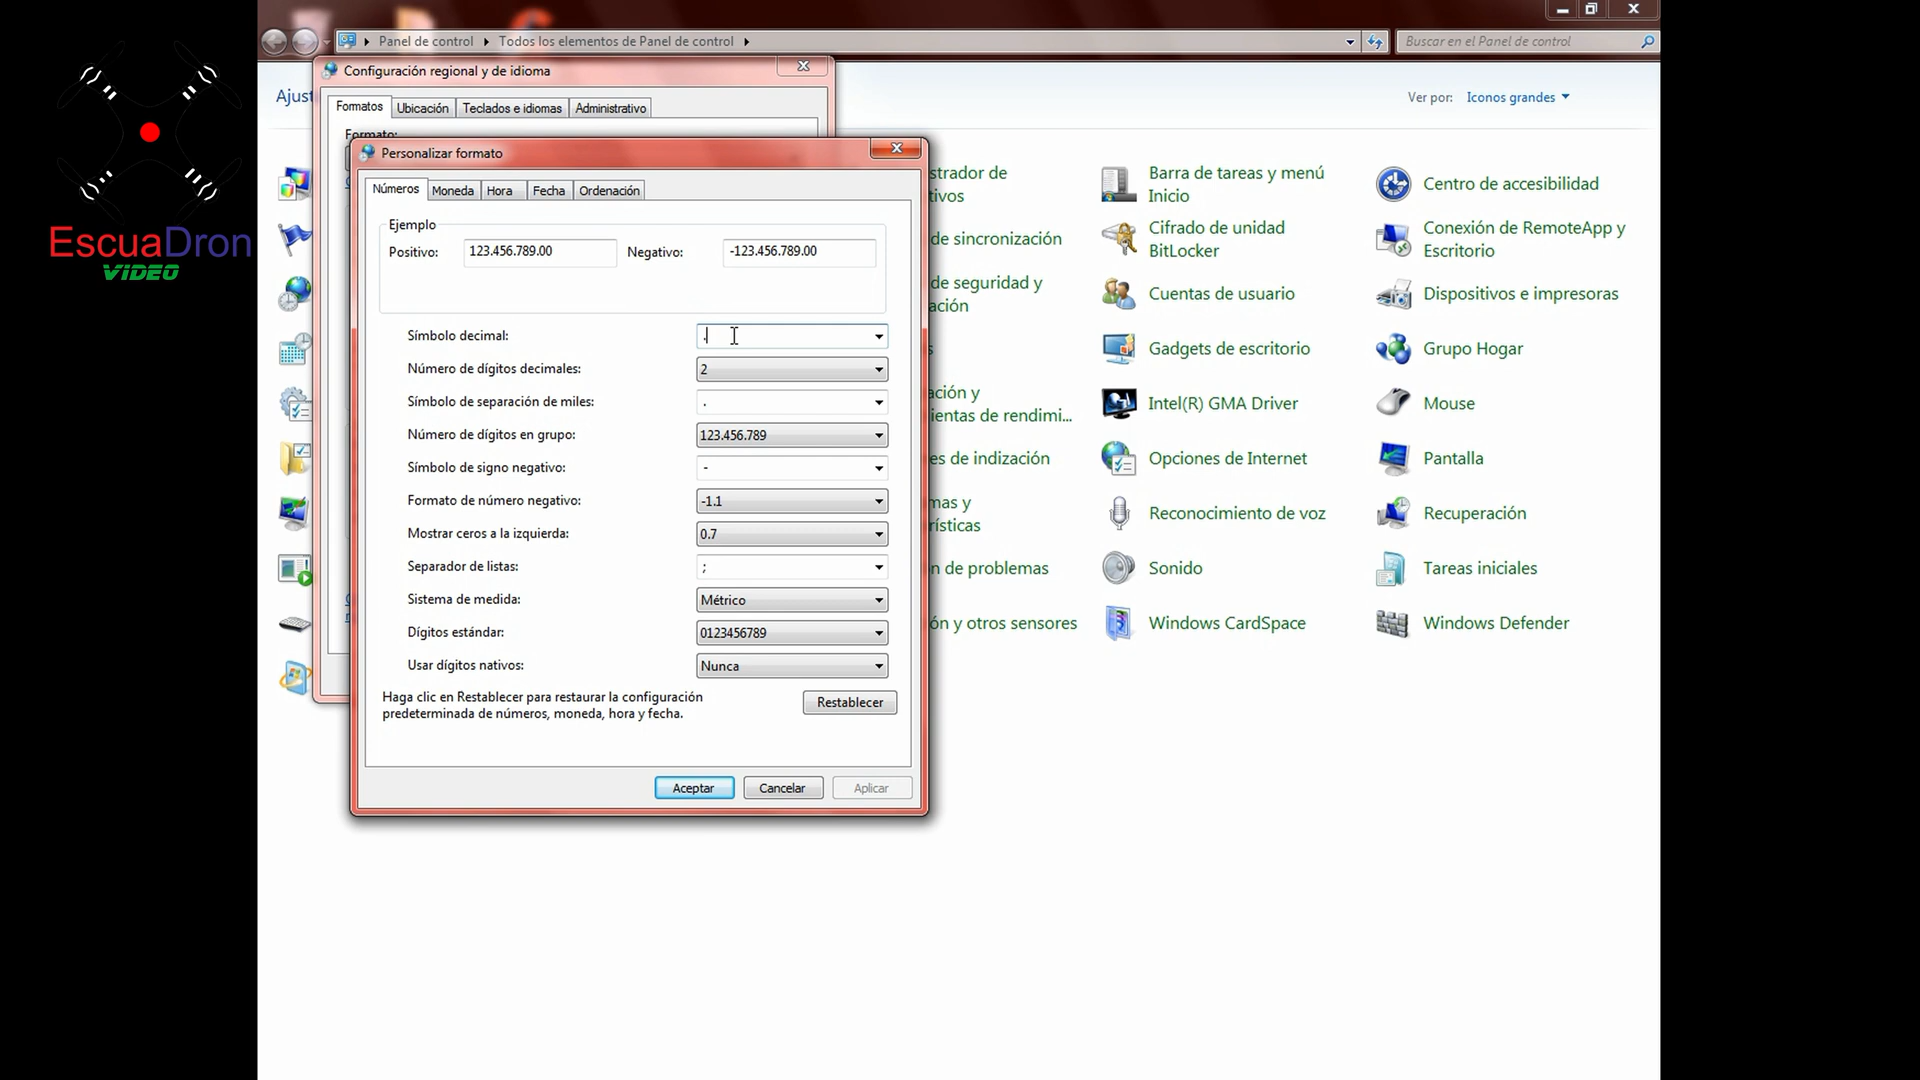 EscuaDron
VIDEO
Panel de control
Todos los elementos de Panel de control
Buscar en el Panel de control
Configuración regional y de idioma
Ajust
Ver por:
Iconos grandes
Formatos
Ubicación
Teclados e idiomas
Administrativo
Formato:
Personalizar formato
Números
Moneda
Hora
Fecha
Ordenación
Ejemplo
Positivo:
123.456.789.00
Negativo:
-123.456.789.00
Símbolo decimal:
.
Número de dígitos decimales:
2
Símbolo de separación de miles:
.
Número de dígitos en grupo:
123.456.789
Símbolo de signo negativo:
-
Formato de número negativo:
-1.1
Mostrar ceros a la izquierda:
0.7
Separador de listas:
;
Sistema de medida:
Métrico
Dígitos estándar:
0123456789
Usar dígitos nativos:
Nunca
Haga clic en Restablecer para restaurar la configuración
predeterminada de números, moneda, hora y fecha.
Restablecer
Aceptar
Cancelar
Aplicar
strador de
tivos
de sincronización
de seguridad y
ación
s
ación y
ientas de rendimi...
es de indización
mas y
rísticas
n de problemas
ón y otros sensores
Barra de tareas y menú
Inicio
Cifrado de unidad
BitLocker
Cuentas de usuario
Gadgets de escritorio
Intel(R) GMA Driver
Opciones de Internet
Reconocimiento de voz
Sonido
Windows CardSpace
Centro de accesibilidad
Conexión de RemoteApp y
Escritorio
Dispositivos e impresoras
Grupo Hogar
Mouse
Pantalla
Recuperación
Tareas iniciales
Windows Defender